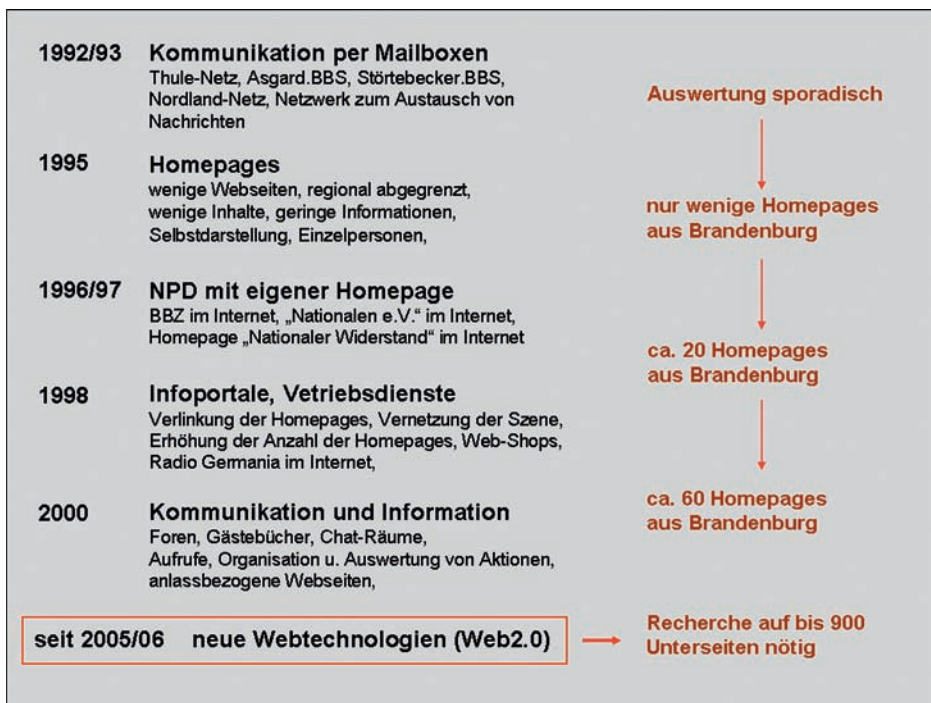 1992/93 Kommunikation per Mailboxen
Thule-Netz, Asgard.BBS, Störtebecker.BBS,
Nordland-Netz, Netzwerk zum Austausch von
Nachrichten
Auswertung sporadisch
1995 Homepages
wenige Webseiten, regional abgegrenzt,
wenige Inhalte, geringe Informationen,
Selbstdarstellung, Einzelpersonen,
nur wenige Homepages
aus Brandenburg
1996/97 NPD mit eigener Homepage
BBZ im Internet, „Nationalen e.V.“ im Internet,
Homepage „Nationaler Widerstand“ im Internet
ca. 20 Homepages
aus Brandenburg
1998 Infoportale, Vetriebsdienste
Verlinkung der Homepages, Vernetzung der Szene,
Erhöhung der Anzahl der Homepages, Web-Shops,
Radio Germania im Internet,
ca. 60 Homepages
aus Brandenburg
2000 Kommunikation und Information
Foren, Gästebücher, Chat-Räume,
Aufrufe, Organisation u. Auswertung von Aktionen,
anlassbezogene Webseiten,
seit 2005/06 neue Webtechnologien (Web2.0)
Recherche auf bis 900
Unterseiten nötig